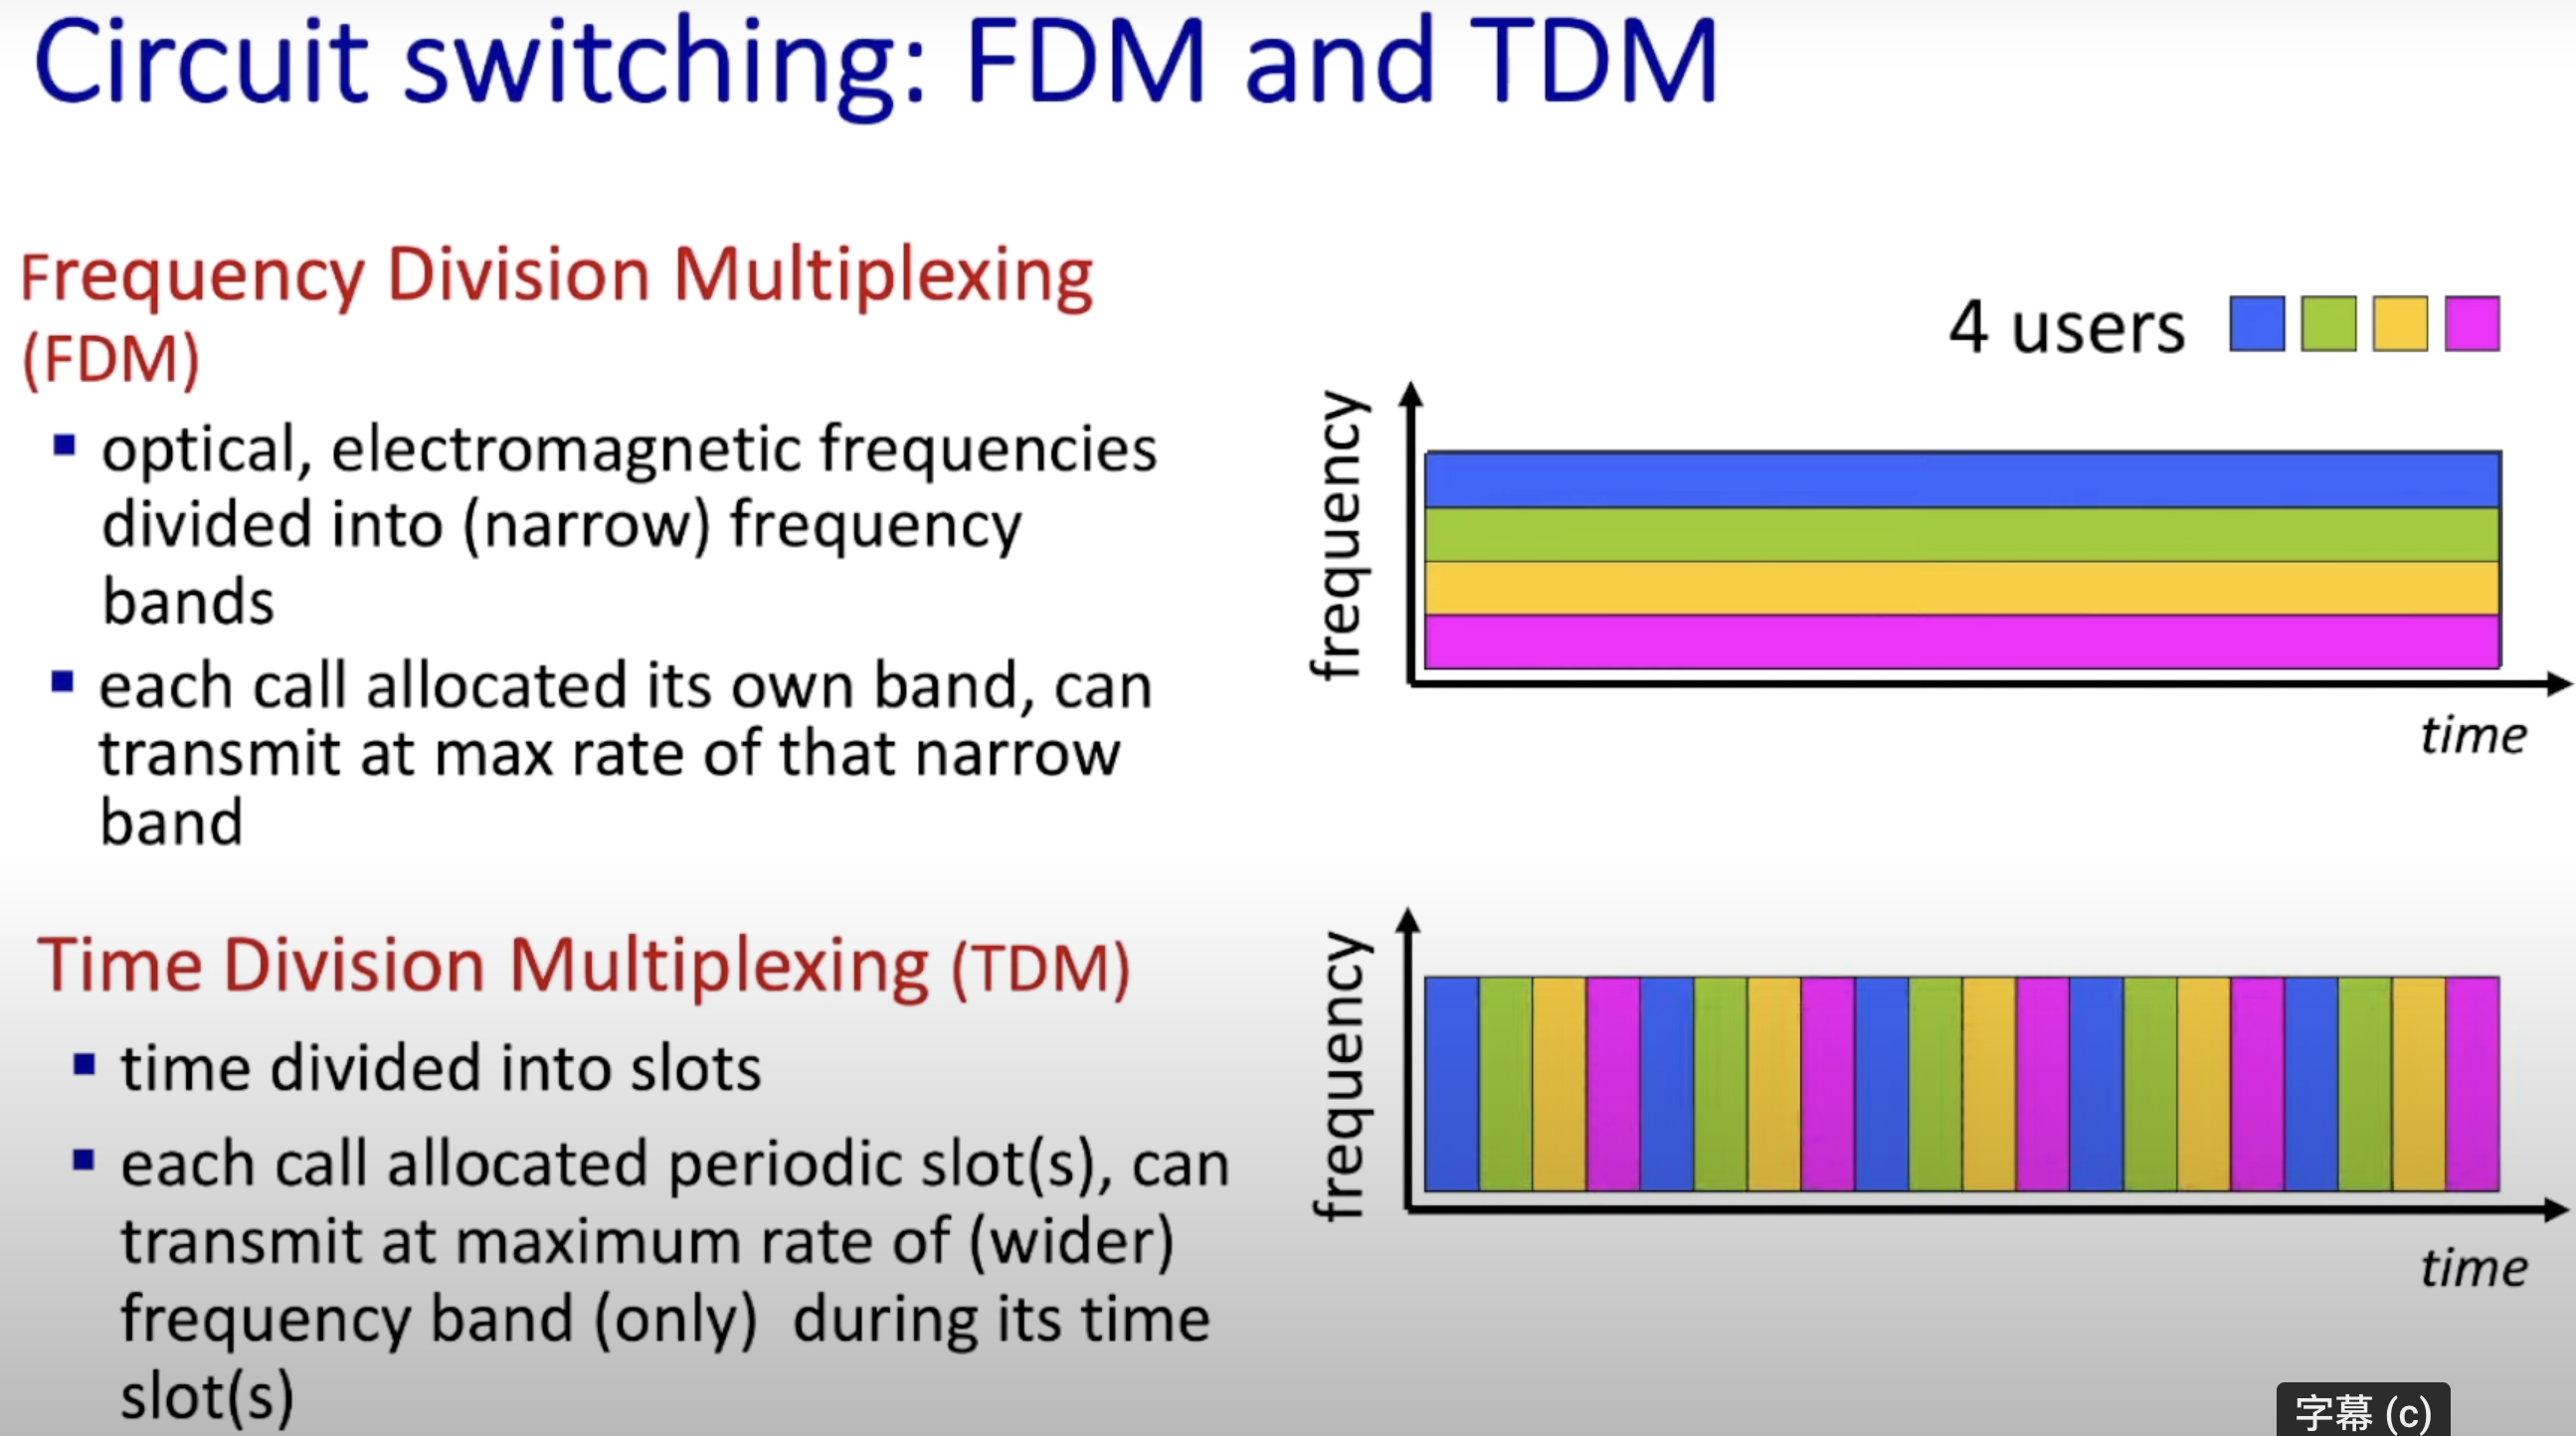 Circuit switching: FDM and TDM
Frequency Division Multiplexing
(FDM)
optical, electromagnetic frequencies
divided into (narrow) frequency
bands
each call allocated its own band, can
transmit at max rate of that narrow
band
4 users
frequency
time
Time Division Multiplexing (TDM)
time divided into slots
each call allocated periodic slot(s), can
transmit at maximum rate of (wider)
frequency band (only) during its time
slot(s)
frequency
time
字幕 (c)